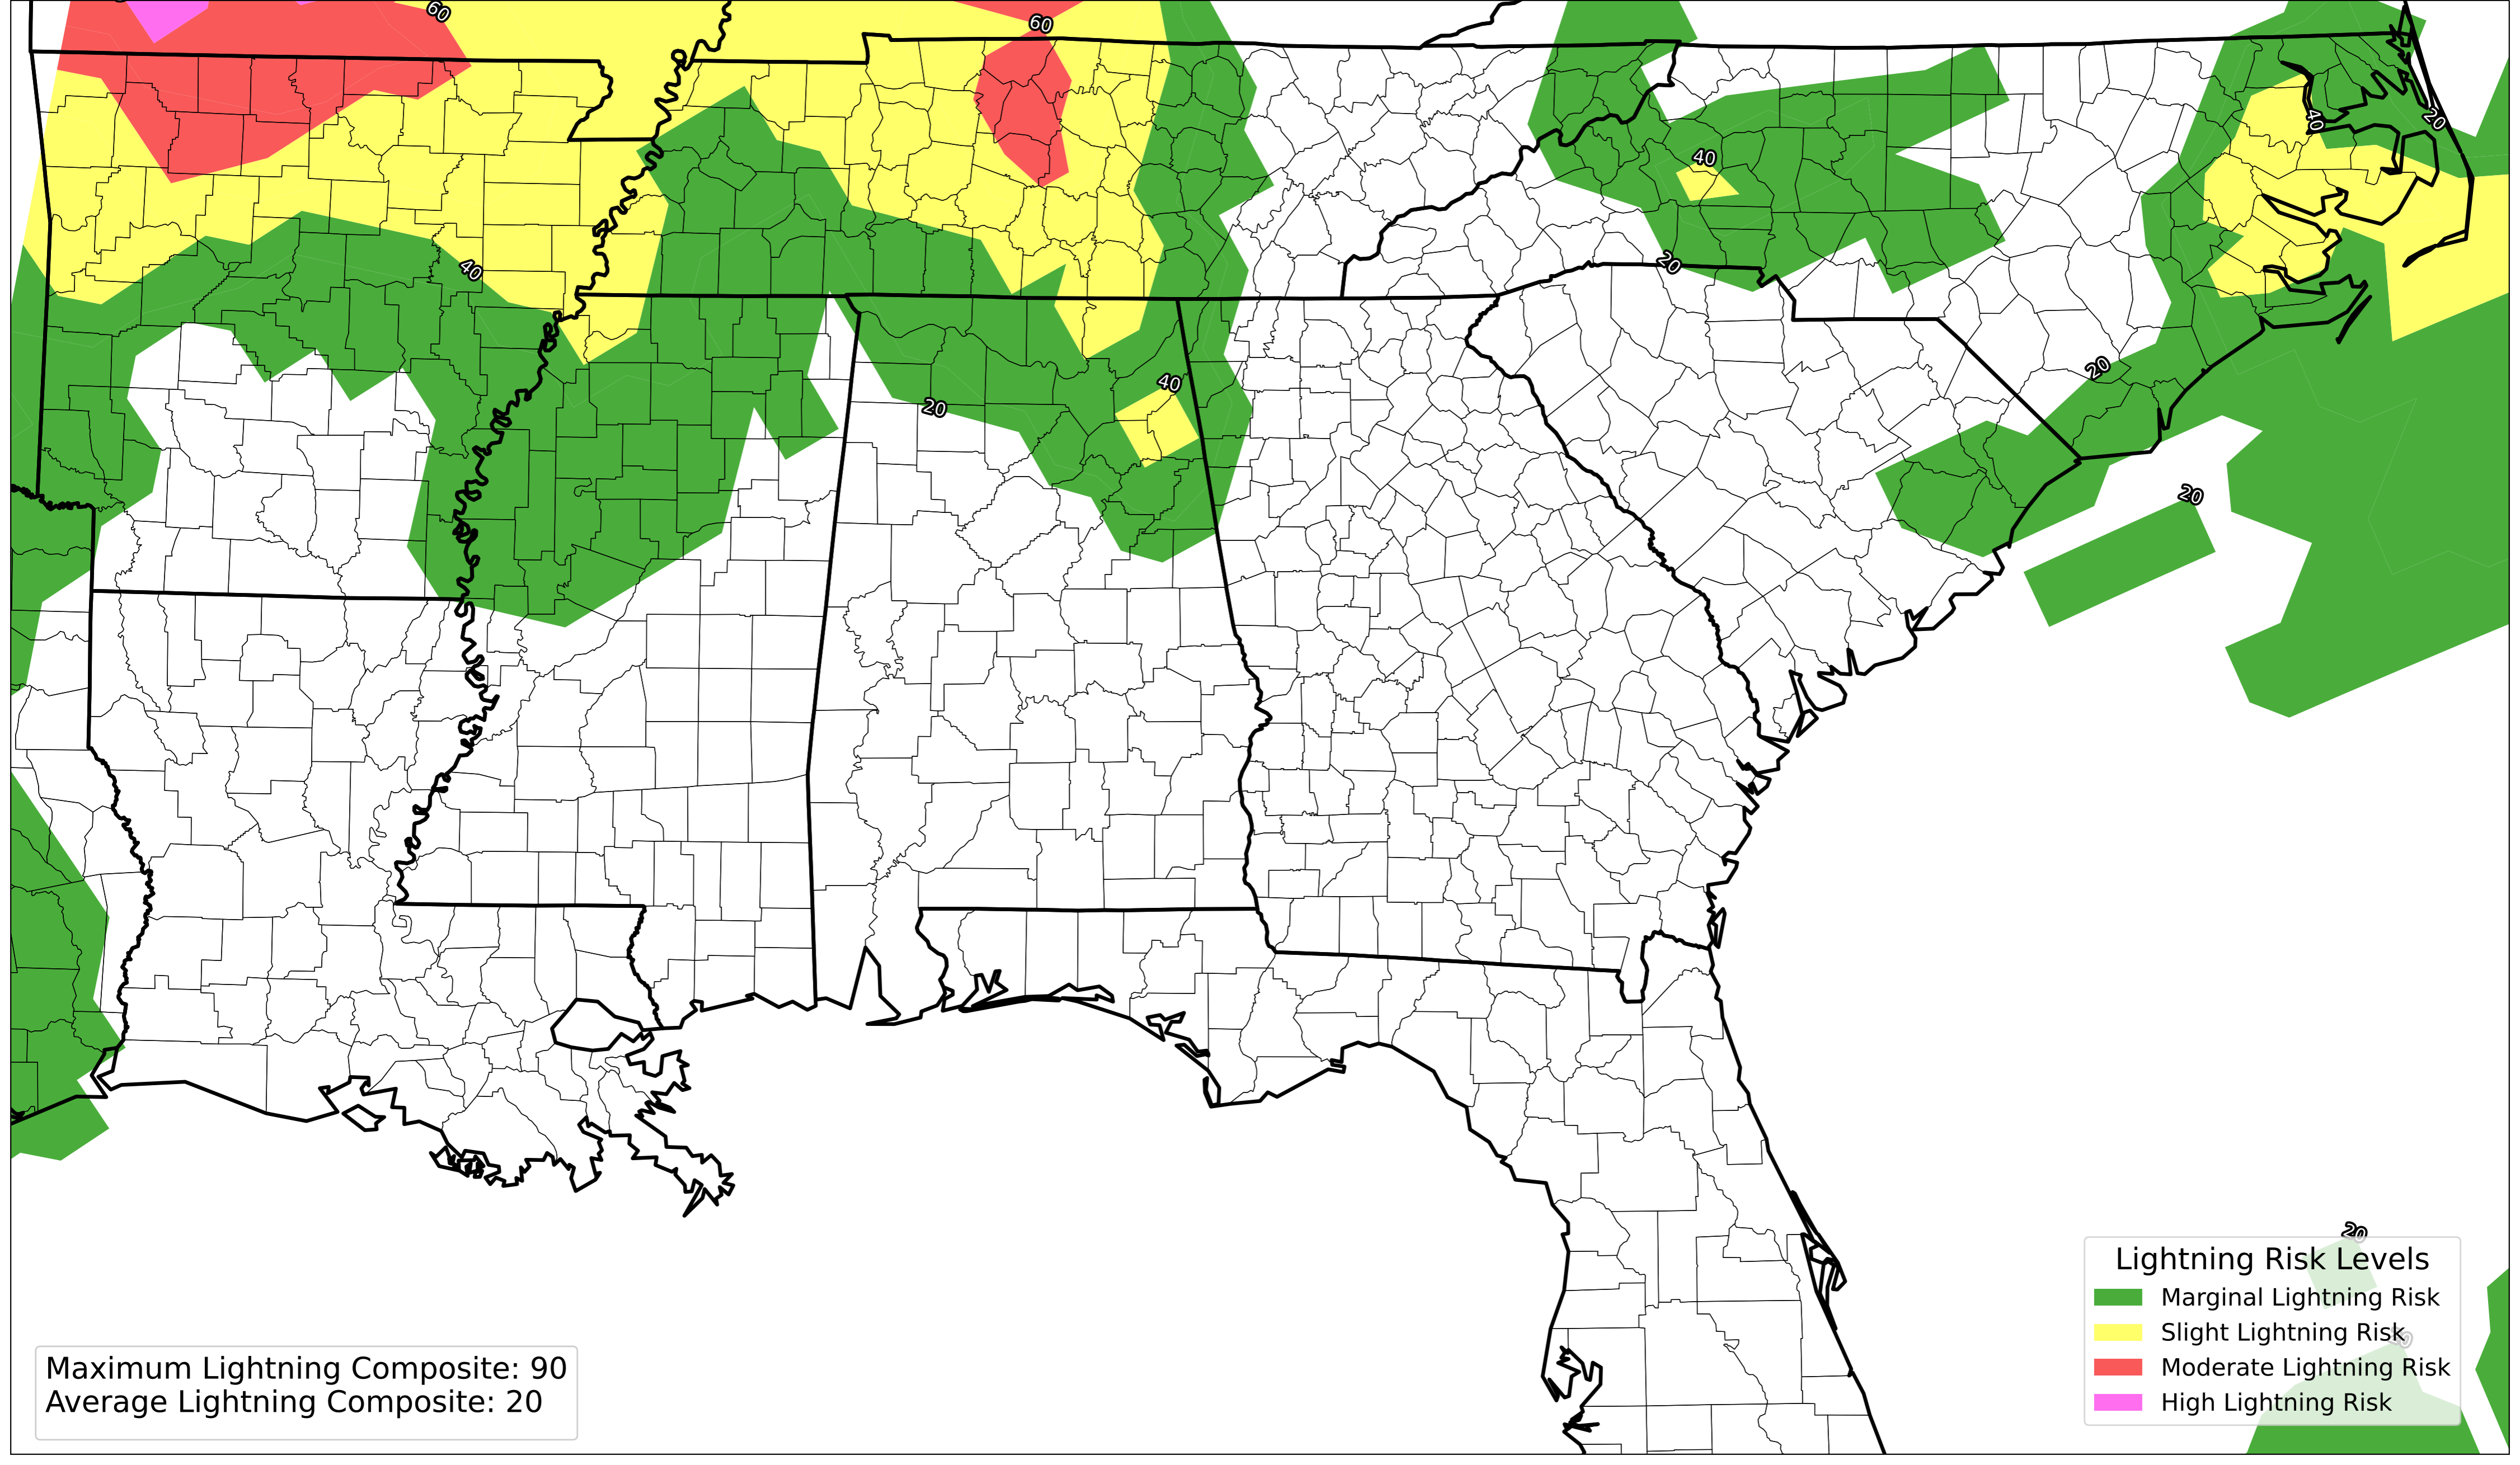 60
60
40
20
40
40
20
40
20
20
40
20
20
Lightning Risk Levels
Marginal Lightning Risk
Slight Lightning Risk
Moderate Lightning Risk
High Lightning Risk
Maximum Lightning Composite: 90
Average Lightning Composite: 20